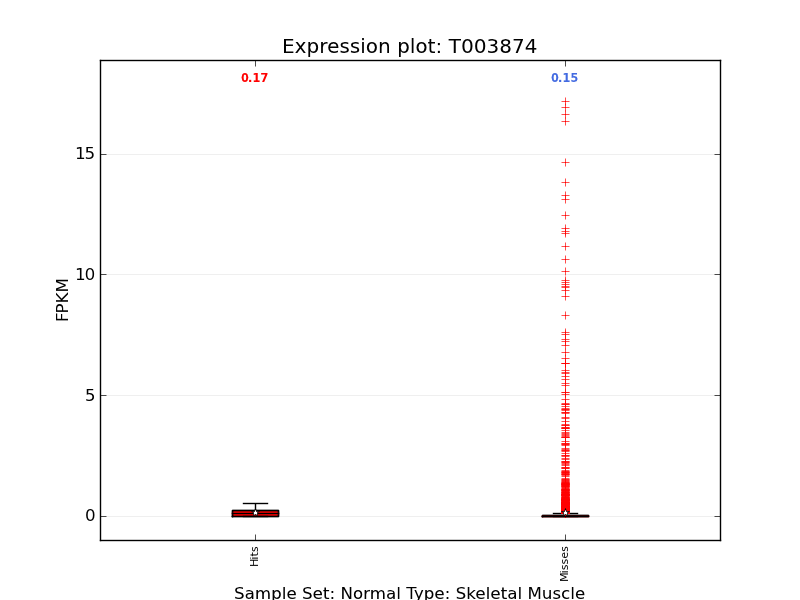 Expression plot: T003874
0.17
0.15
15
10
5
0
FPKM
Hits
Misses
Sample Set: Normal Type: Skeletal Muscle